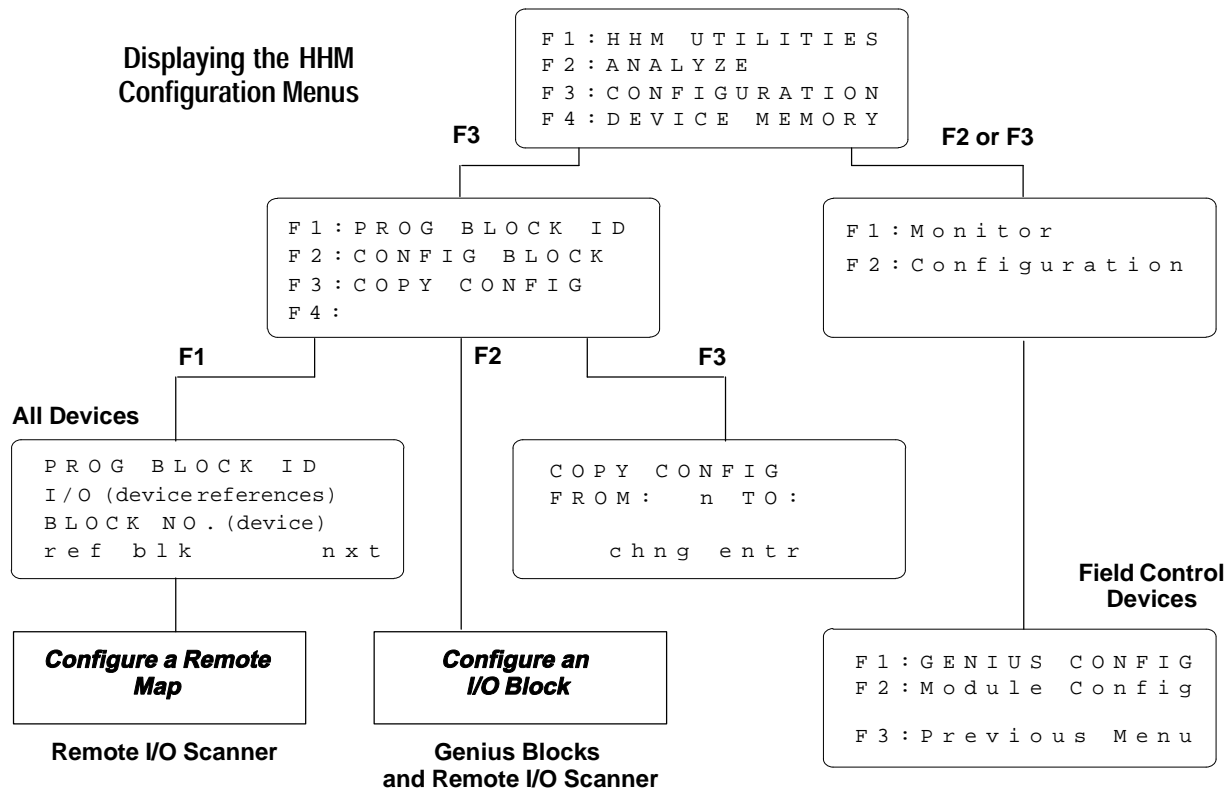 Displaying the HHM
Configuration Menus
F1:HHM UTILITIES
F2:ANALYZE
F3:CONFIGURATION
F4:DEVICE MEMORY
F3
F2 or F3
F1:PROG BLOCK ID
F2:CONFIG BLOCK
F3:COPY CONFIG
F4:
F1:Monitor
F2:Configuration
F1
F2
F3
All Devices
PROG BLOCK ID
I/O (device references)
BLOCK NO. (device)
ref blk nxt
COPY CONFIG
FROM: n TO:
chng entr
Configure a Remote
Map
Remote I/O Scanner
Configure an
I/O Block
Genius Blocks
and Remote I/O Scanner
Field Control
Devices
F1:GENIUS CONFIG
F2:Module Config
F3:Previous Menu